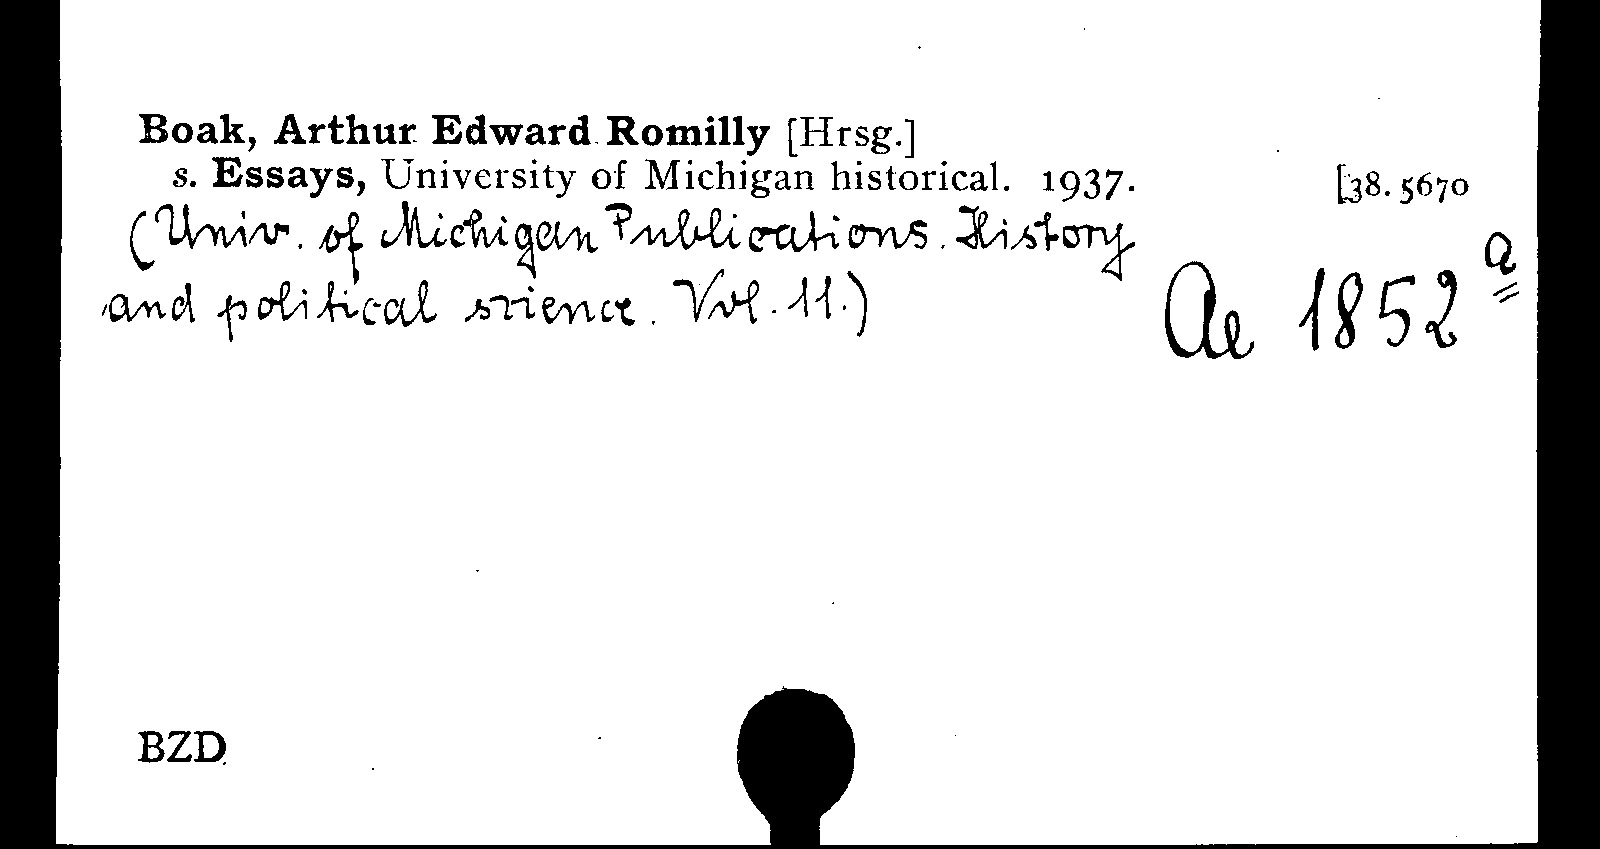 Boak, Arthur Edward Romilly [Hrsg.]
s. Essays, University of Michigan historical. 1937. [38. 5670
(Univ. of Michigan Publications. History
and political science. Vol. 11.)
Ae 1852 a
BZD